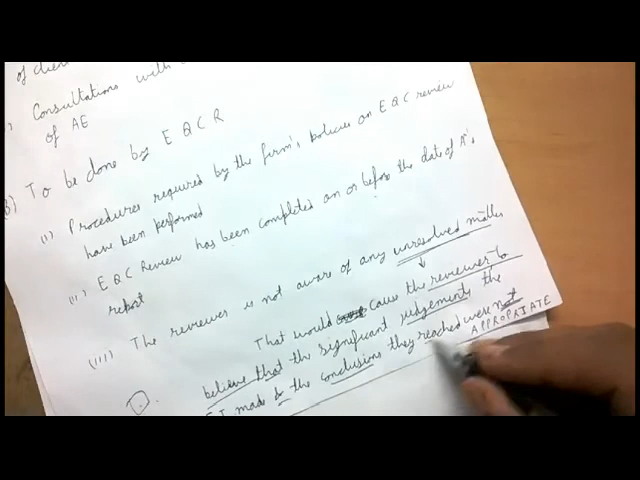 of client
Consultations with
of AE
(B) To be done by EQCR
(i) Procedures required by the firm's policies on EQC review
have been performed
(ii) EQC Review has been completed on or before the date of A's
report
(iii) The reviewer is not aware of any unresolved matter
That would cause the reviewer to
believe that the significant judgements the
ET made & the conclusions they reached were not
APPROPRIATE